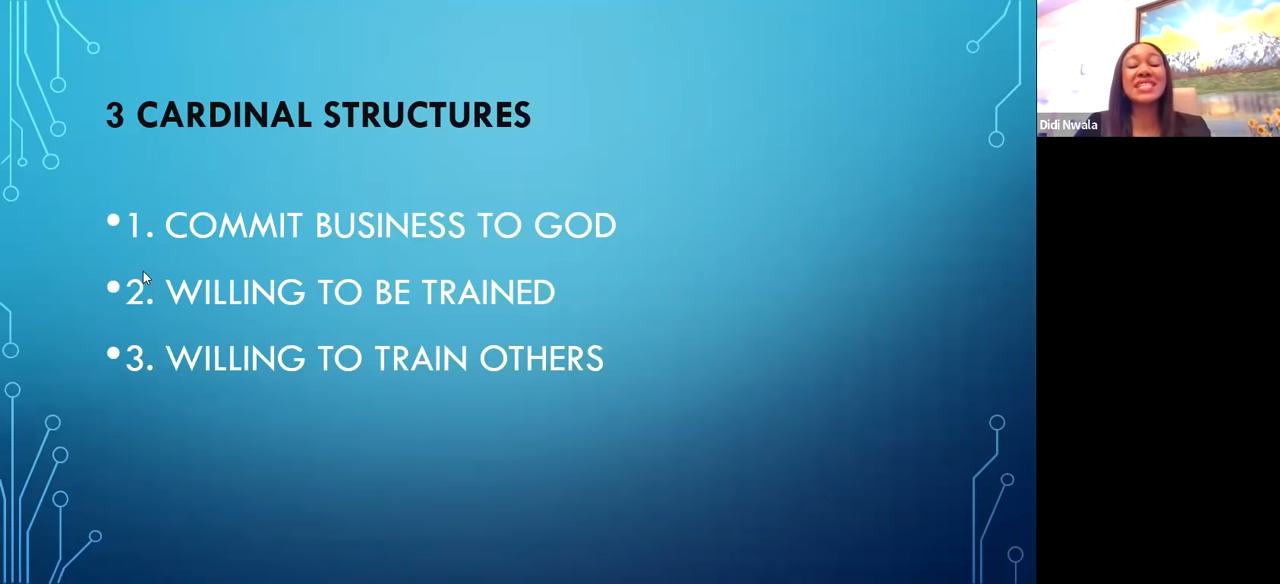 3 CARDINAL STRUCTURES
• 1. COMMIT BUSINESS TO GOD
• 2. WILLING TO BE TRAINED
• 3. WILLING TO TRAIN OTHERS
Didi Nwala